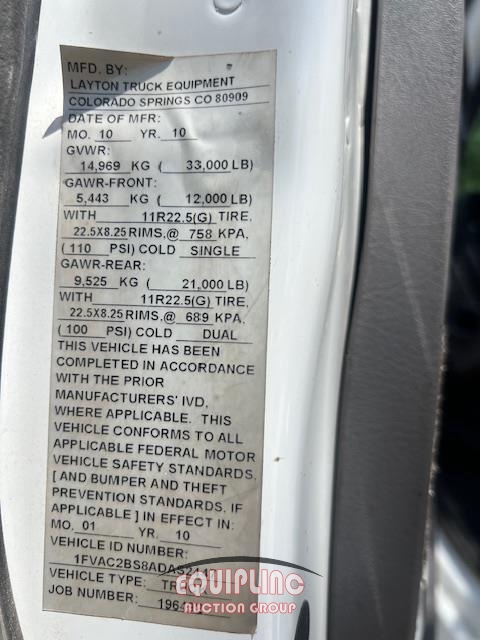 MFD. BY:
LAYTON TRUCK EQUIPMENT
COLORADO SPRINGS CO 80909
DATE OF MFR:
MO. 10 YR. 10
GVWR:
14,969 KG ( 33,000 LB)
GAWR-FRONT:
5,443 KG ( 12,000 LB)
WITH 11R22.5(G) TIRE,
22.5X8.25 RIMS,@ 758 KPA,
( 110 PSI) COLD SINGLE
GAWR-REAR:
9,525 KG ( 21,000 LB)
WITH 11R22.5(G) TIRE,
22.5X8.25 RIMS,@ 689 KPA,
( 100 PSI) COLD DUAL
THIS VEHICLE HAS BEEN
COMPLETED IN ACCORDANCE
WITH THE PRIOR
MANUFACTURERS' IVD,
WHERE APPLICABLE. THIS
VEHICLE CONFORMS TO ALL
APPLICABLE FEDERAL MOTOR
VEHICLE SAFETY STANDARDS,
[ AND BUMPER AND THEFT
PREVENTION STANDARDS, IF
APPLICABLE ] IN EFFECT IN:
MO. 01 YR. 10
VEHICLE ID NUMBER:
VEHICLE TYPE: TRUCK
JOB NUMBER:
EQUIPLINC
AUCTION GROUP